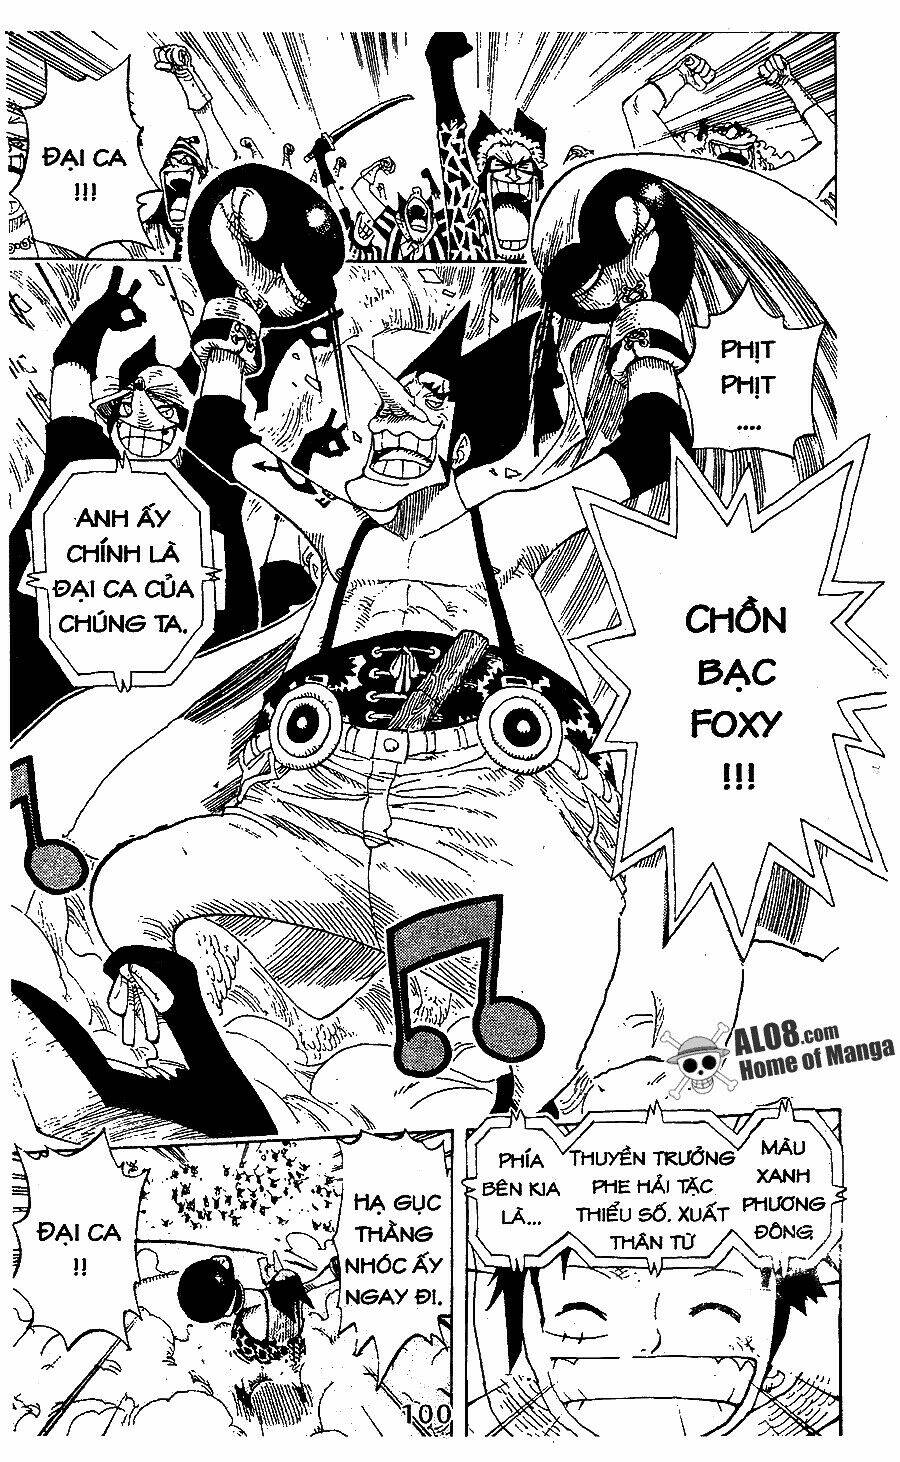 ĐẠI CA
!!!
PHỊT
PHỊT
....
ANH ẤY
CHÍNH LÀ
ĐẠI CA CỦA
CHÚNG TA.
CHỒN
BẠC
FOXY
!!!
AL08.com
Home of Manga
ĐẠI CA
!!
HẠ GỤC
THẰNG
NHÓC ẤY
NGAY ĐI.
PHÍA
BÊN KIA
LÀ...
THUYỀN TRƯỞNG
PHE HẢI TẶC
THIỂU SỐ. XUẤT
THÂN TỪ
MÂU
XANH
PHƯƠNG
ĐÔNG.
100